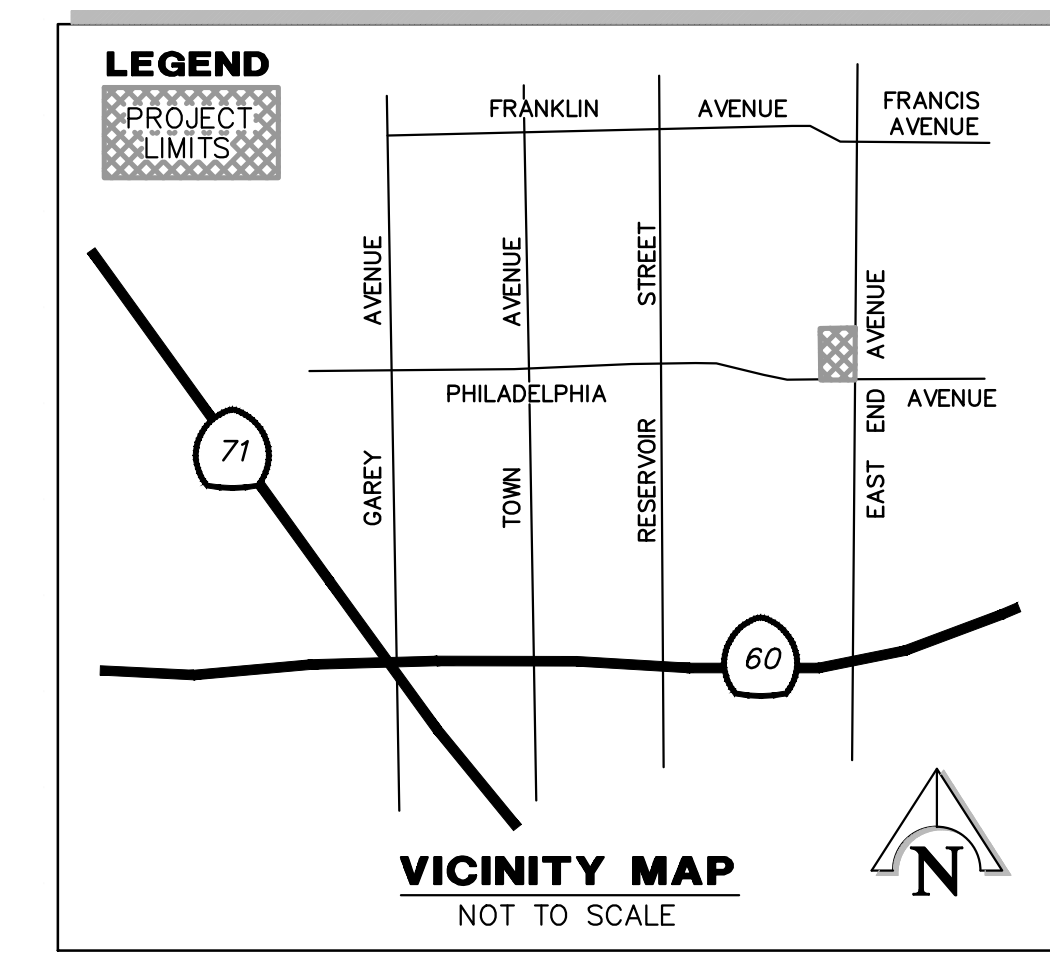 LEGEND
PROJECT
LIMITS
FRANKLIN AVENUE
FRANCIS
AVENUE
GAREY AVENUE
TOWN AVENUE
RESERVOIR STREET
EAST END AVENUE
PHILADELPHIA AVENUE
71
60
VICINITY MAP
NOT TO SCALE
N